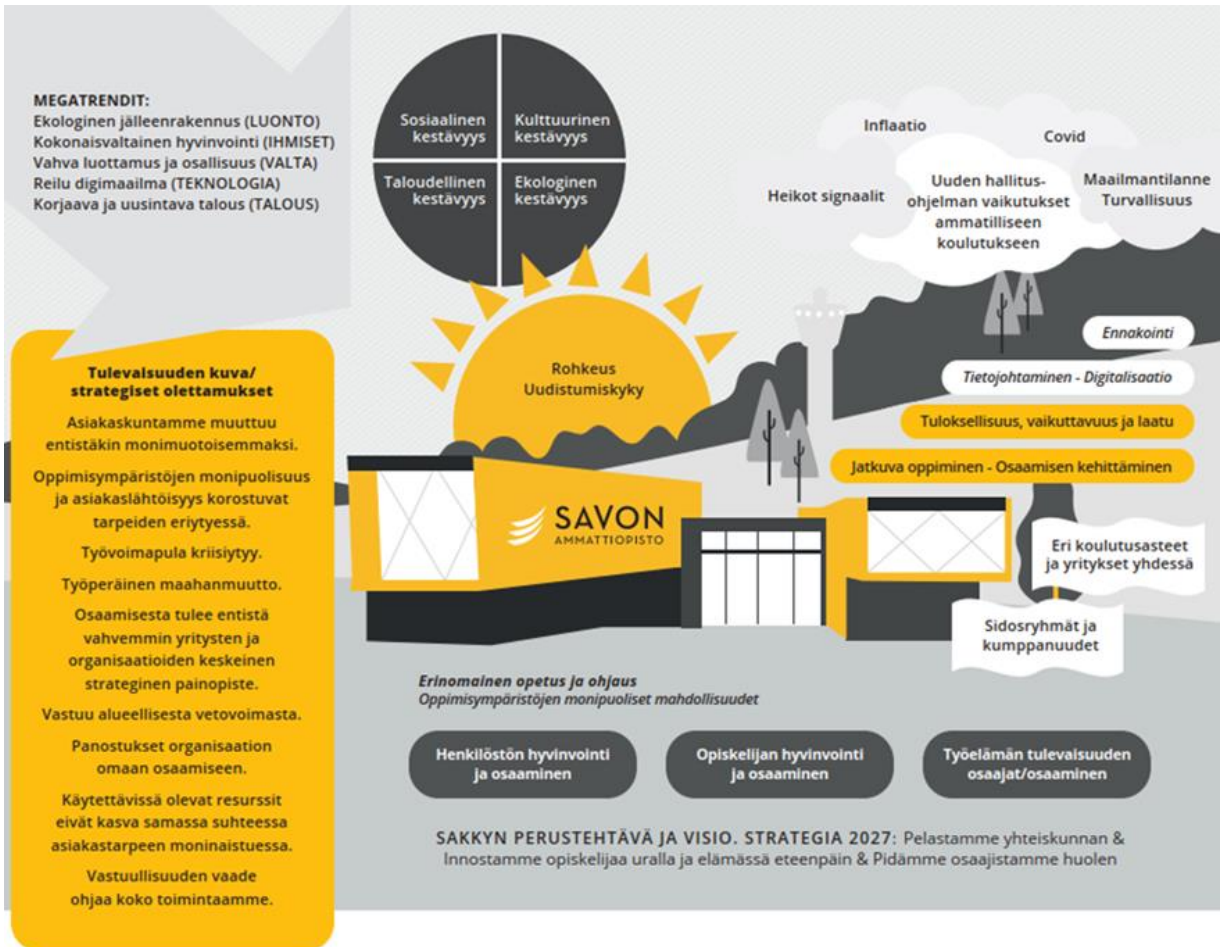 MEGATRENDIT:
Ekologinen jälleenrakennus (LUONTO)
Kokonaisvaltainen hyvinvointi (IHMISET)
Vahva luottamus ja osallisuus (VALTA)
Reilu digimaailma (TEKNOLOGIA)
Korjaava ja uusintava talous (TALOUS)
Sosiaalinen
kestävyys
Kulttuurinen
kestävyys
Taloudellinen
kestävyys
Ekologinen
kestävyys
Inflaatio
Covid
Heikot signaalit
Uuden hallitus-
ohjelman vaikutukset
ammatilliseen
koulutukseen
Maailmantilanne
Turvallisuus
Tulevaisuuden kuva/
strategiset olettamukset
Asiakaskuntamme muuttuu
entistäkin monimuotoisemmaksi.
Oppimisympäristöjen monipuolisuus
ja asiakaslähtöisyys korostuvat
tarpeiden eriytyessä.
Työvoimapula kriisiytyy.
Työperäinen maahanmuutto.
Osaamisesta tulee entistä
vahvemmin yritysten ja
organisaatioiden keskeinen
strateginen painopiste.
Vastuu alueellisesta vetovoimasta.
Panostukset organisaation
omaan osaamiseen.
Käytettävissä olevat resurssit
eivät kasva samassa suhteessa
asiakastarpeen moninaistuessa.
Vastuullisuuden vaade
ohjaa koko toimintaamme.
Rohkeus
Uudistumiskyky
Ennakointi
Tietojohtaminen - Digitalisaatio
Tuloksellisuus, vaikuttavuus ja laatu
Jatkuva oppiminen - Osaamisen kehittäminen
SAVON
AMMATTIOPISTO
Eri koulutusasteet
ja yritykset yhdessä
Sidosryhmät ja
kumppanuudet
Erinomainen opetus ja ohjaus
Oppimisympäristöjen monipuoliset mahdollisuudet
Henkilöstön hyvinvointi
ja osaaminen
Opiskelijan hyvinvointi
ja osaaminen
Työelämän tulevaisuuden
osaajat/osaaminen
SAKKYN PERUSTEHTÄVÄ JA VISIO. STRATEGIA 2027: Pelastamme yhteiskunnan &
Innostamme opiskelijaa uralla ja elämässä eteenpäin & Pidämme osaajistamme huolen